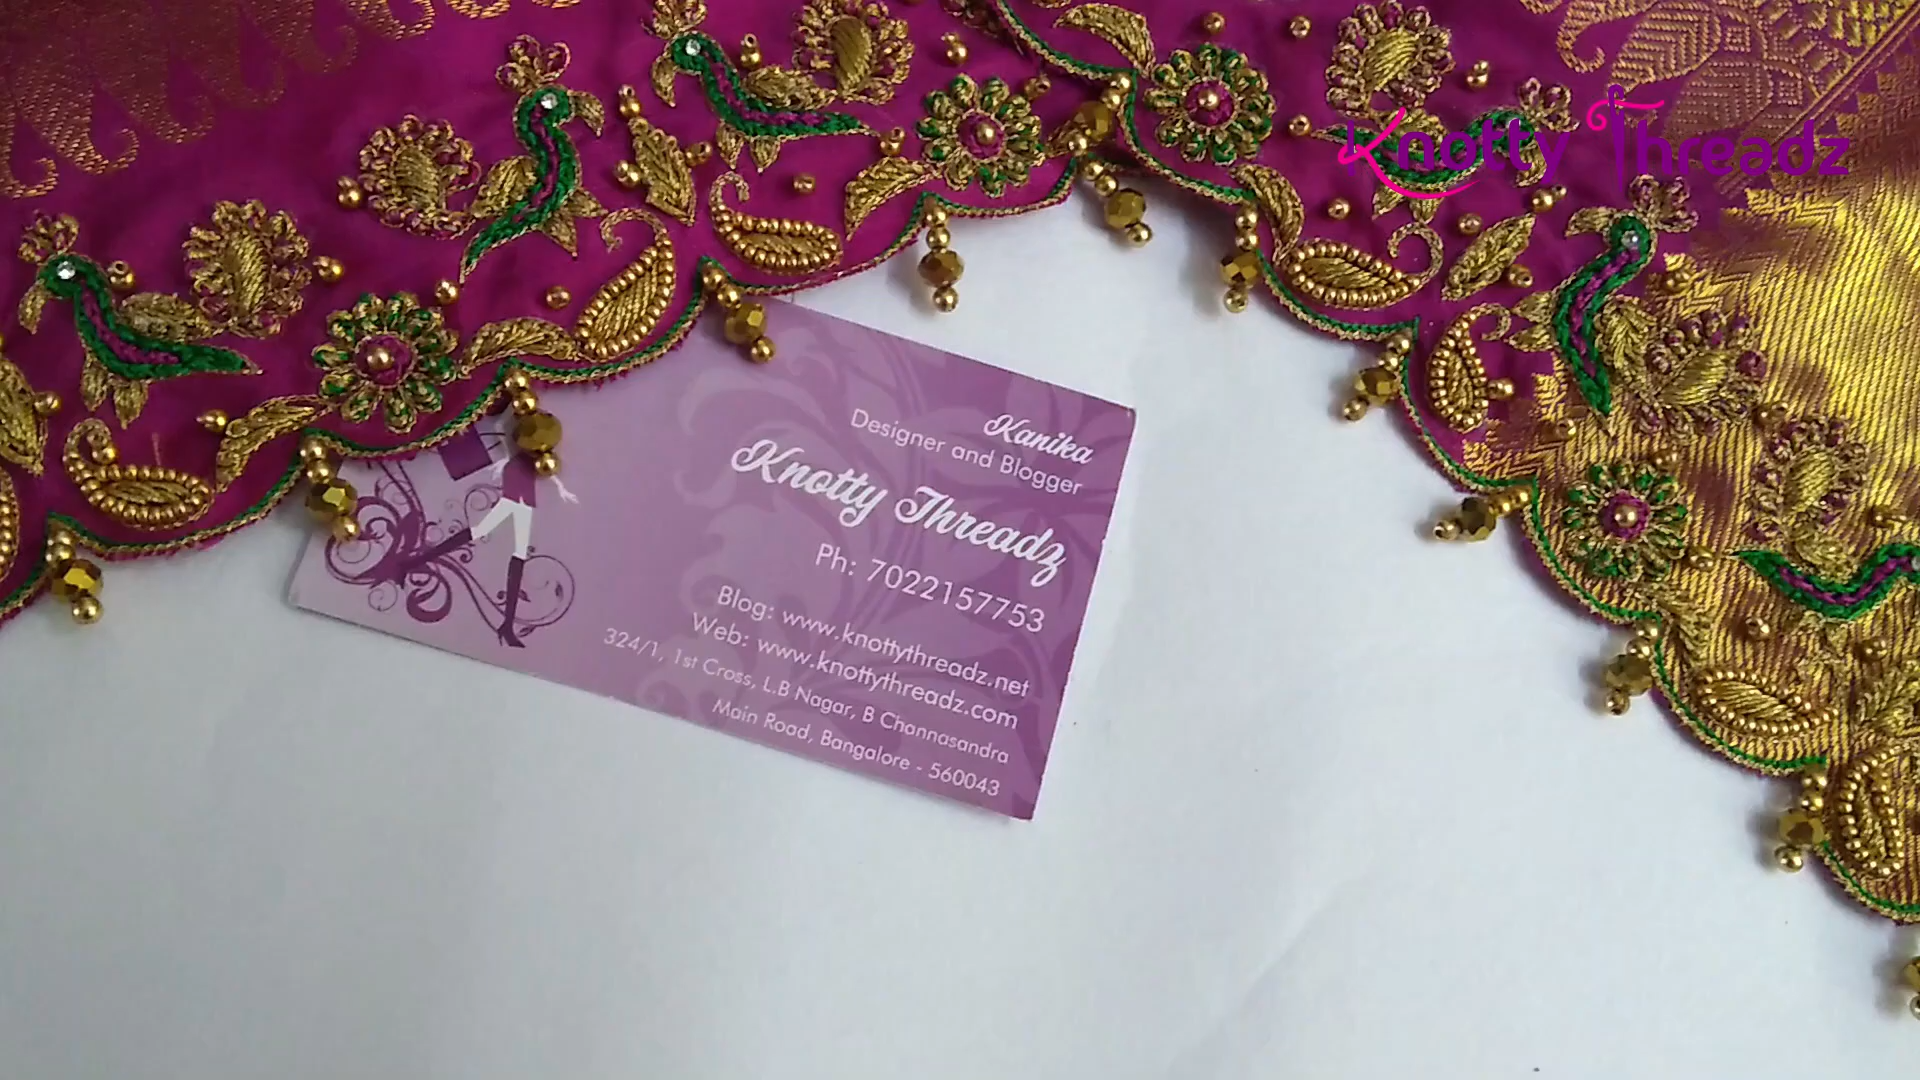 Knotty Threadz
Kanika
Designer and Blogger
Knotty Threadz
Ph: 7022157753
Blog: www.knottythreadz.net
Web: www.knottythreadz.com
324/1, 1st Cross, L.B Nagar, B Channasandra
Main Road, Bangalore - 560043